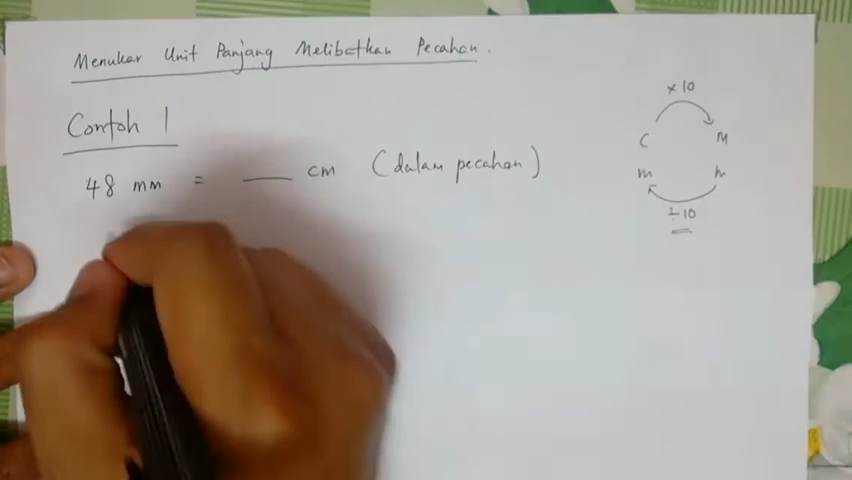 Menukar Unit Panjang Melibatkan Pecahan.
Contoh 1
48 mm = ___ cm (dalam pecahan)
×10
C M
m m
÷10